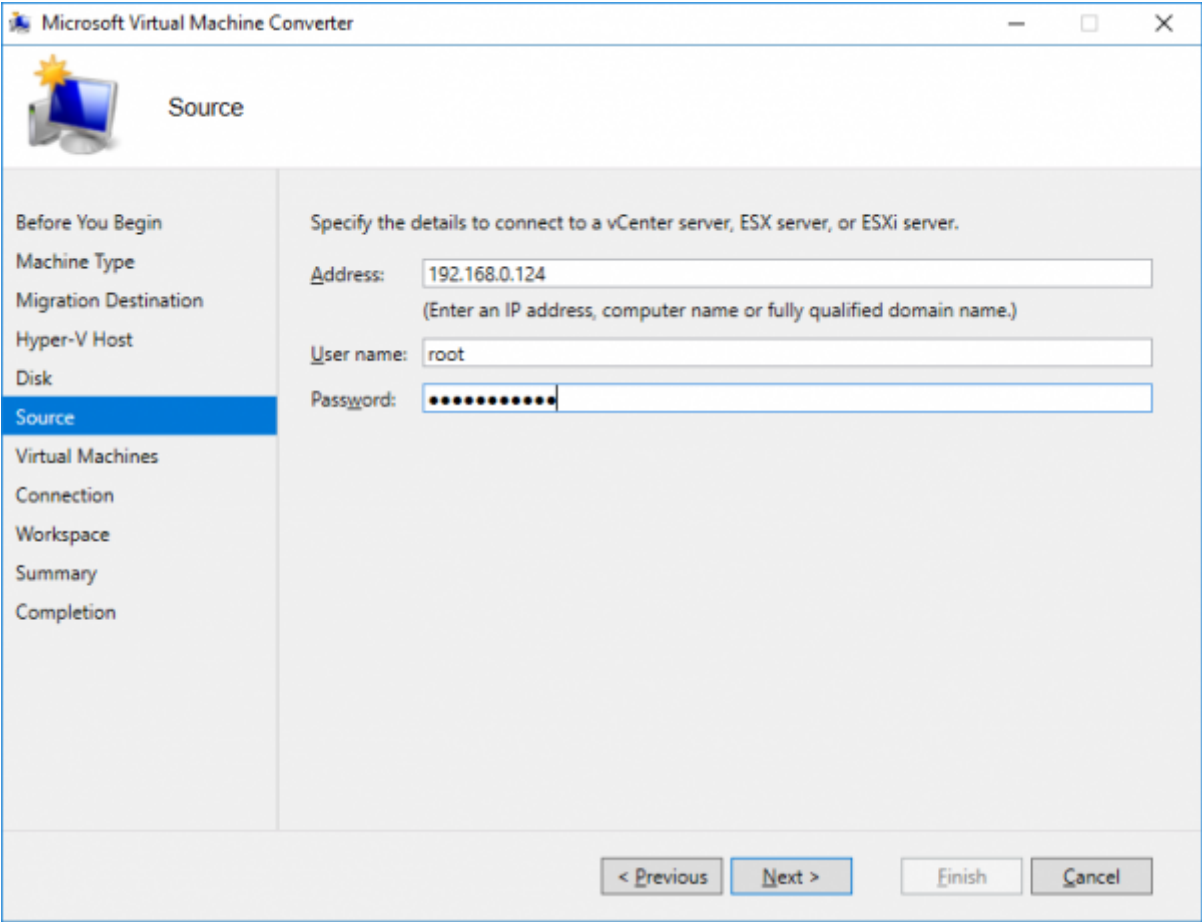 Microsoft Virtual Machine Converter
Source
Before You Begin
Machine Type
Migration Destination
Hyper-V Host
Disk
Source
Virtual Machines
Connection
Workspace
Summary
Completion
Specify the details to connect to a vCenter server, ESX server, or ESXi server.
Address: 192.168.0.124
(Enter an IP address, computer name or fully qualified domain name.)
User name: root
Password: •••••••••••
< Previous Next > Finish Cancel